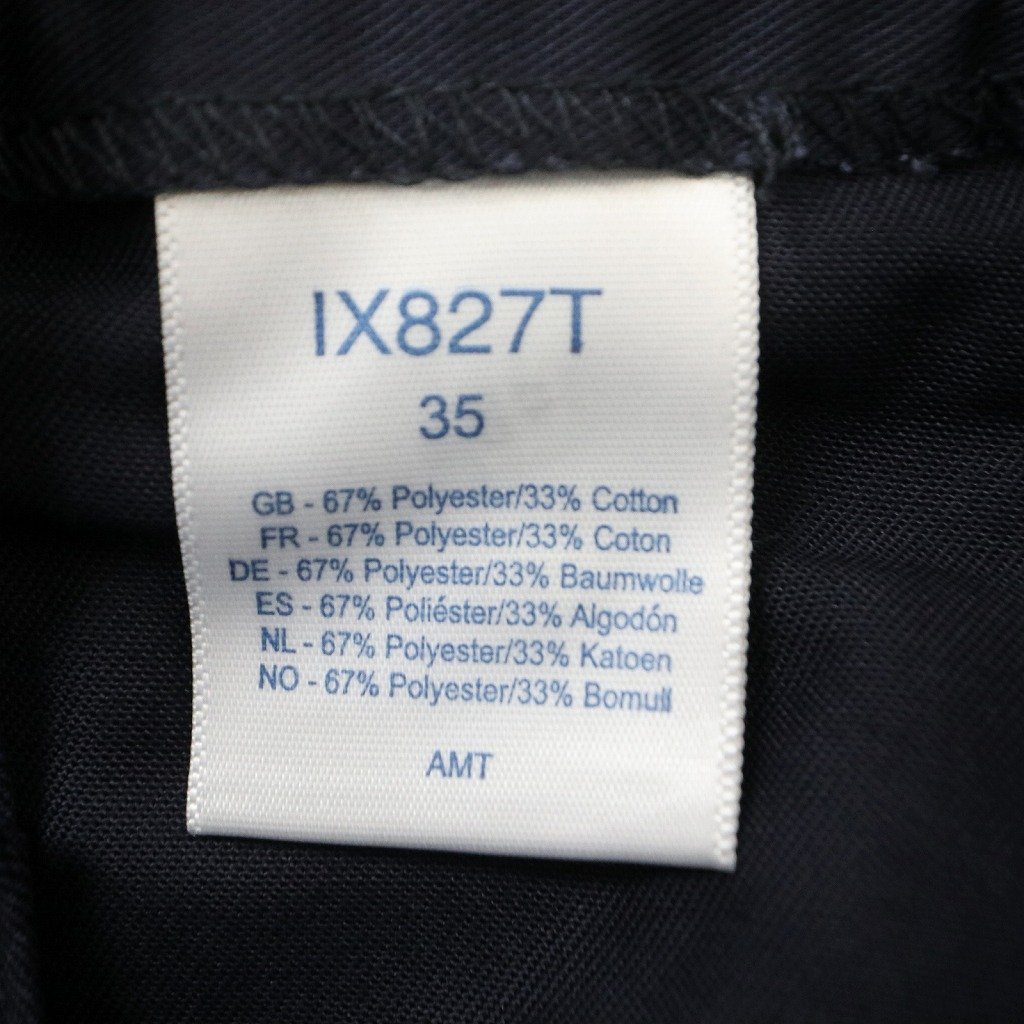 IX827T
35
GB - 67% Polyester/33% Cotton
FR - 67% Polyester/33% Coton
DE - 67% Polyester/33% Baumwolle
ES - 67% Poliéster/33% Algodón
NL - 67% Polyester/33% Katoen
NO - 67% Polyester/33% Bomull
AMT